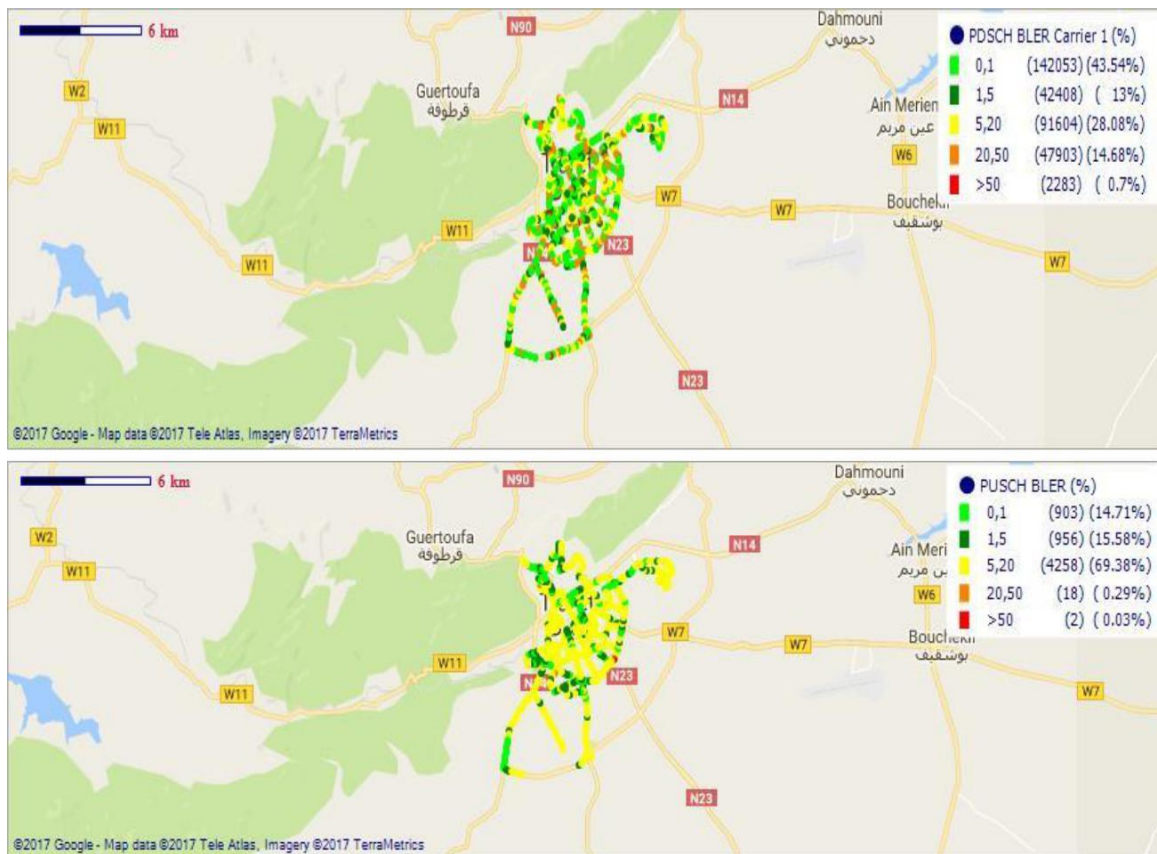 6 km
N90
Dahmouni
دحموني
PDSCH BLER Carrier 1 (%)
0,1 (142053) (43.54%)
1,5 (42408) ( 13%)
5,20 (91604) (28.08%)
20,50 (47903) (14.68%)
>50 (2283) ( 0.7%)
W2
Guertoufa
قرطوفة
N14
Ain Merien
عين مريم
W11
W6
W7
W7
Bouchekif
بوشقيف
W11
N23
W11
W7
N23
©2017 Google - Map data ©2017 Tele Atlas, Imagery ©2017 TerraMetrics
6 km
N90
Dahmouni
دحموني
PUSCH BLER (%)
0,1 (903) (14.71%)
1,5 (956) (15.58%)
5,20 (4258) (69.38%)
20,50 (18) ( 0.29%)
>50 (2) ( 0.03%)
W2
Guertoufa
قرطوفة
N14
Ain Meri
ين مريم
W11
W6
W7
W7
Bouchekif
بوشقيف
W11
N23
W11
W7
N23
©2017 Google - Map data ©2017 Tele Atlas, Imagery ©2017 TerraMetrics